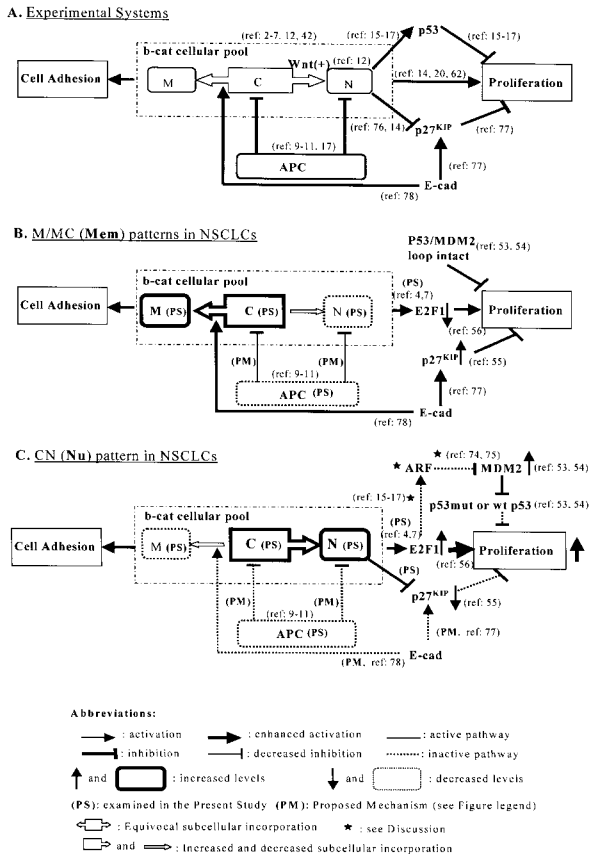 A. Experimental Systems
b-cat cellular pool
(ref: 2-7, 12, 42)
(ref: 15-17)
p53
(ref: 15-17)
Cell Adhesion
M
C
Wnt(+)
(ref: 12)
N
(ref: 14, 20, 62)
Proliferation
(ref: 9-11, 17)
(ref: 76, 14)
p27KIP
(ref: 77)
APC
(ref: 77)
(ref: 78)
E-cad
B. M/MC (Mem) patterns in NSCLCs
P53/MDM2
loop intact
(ref: 53, 54)
b-cat cellular pool
(PS)
(ref: 4,7)
Cell Adhesion
M (PS)
C (PS)
N (PS)
E2F1
Proliferation
(ref: 56)
(PM)
(PM)
p27KIP
(ref: 55)
(ref: 9-11)
APC (PS)
(ref: 77)
(ref: 78)
E-cad
C. CN (Nu) pattern in NSCLCs
★ (ref: 74, 75)
★ ARF
MDM2
(ref: 53, 54)
(ref: 15-17)★
b-cat cellular pool
p53mut or wt p53 (ref: 53, 54)
(PS)
(ref: 4,7)
Cell Adhesion
M (PS)
C (PS)
N (PS)
E2F1
Proliferation
(ref: 56)
(PS)
(PM)
(PM)
p27KIP
(ref: 55)
(ref: 9-11)
APC (PS)
(PM, ref: 77)
(PM, ref: 78)
E-cad
Abbreviations:
: activation
: enhanced activation
: active pathway
: inhibition
: decreased inhibition
: inactive pathway
and : increased levels
and : decreased levels
(PS): examined in the Present Study (PM): Proposed Mechanism (see Figure legend)
: Equivocal subcellular incorporation
★ : see Discussion
and : Increased and decreased subcellular incorporation